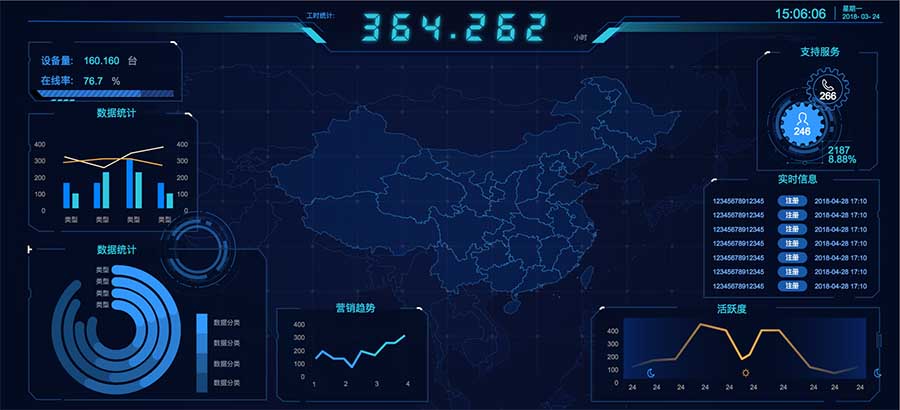 工时统计:
364.262
小时
15:06:06
星期一
2018- 03- 24
设备量: 160.160 台
在线率: 76.7 %
数据统计
400 400
300 300
200 200
100 100
0 0
类型 类型 类型 类型
数据统计
类型
类型
类型
类型
数据分类
数据分类
数据分类
数据分类
营销趋势
400
300
200
100
0
1 2 3 4
支持服务
266
246
2187
8.88%
实时信息
12345678912345 注册 2018-04-28 17:10
12345678912345 注册 2018-04-28 17:10
12345678912345 注册 2018-04-28 17:10
12345678912345 注册 2018-04-28 17:10
12345678912345 注册 2018-04-28 17:10
12345678912345 注册 2018-04-28 17:10
12345678912345 注册 2018-04-28 17:10
活跃度
400
300
200
100
0
24 24 24 24 24 24 24 24 24 24